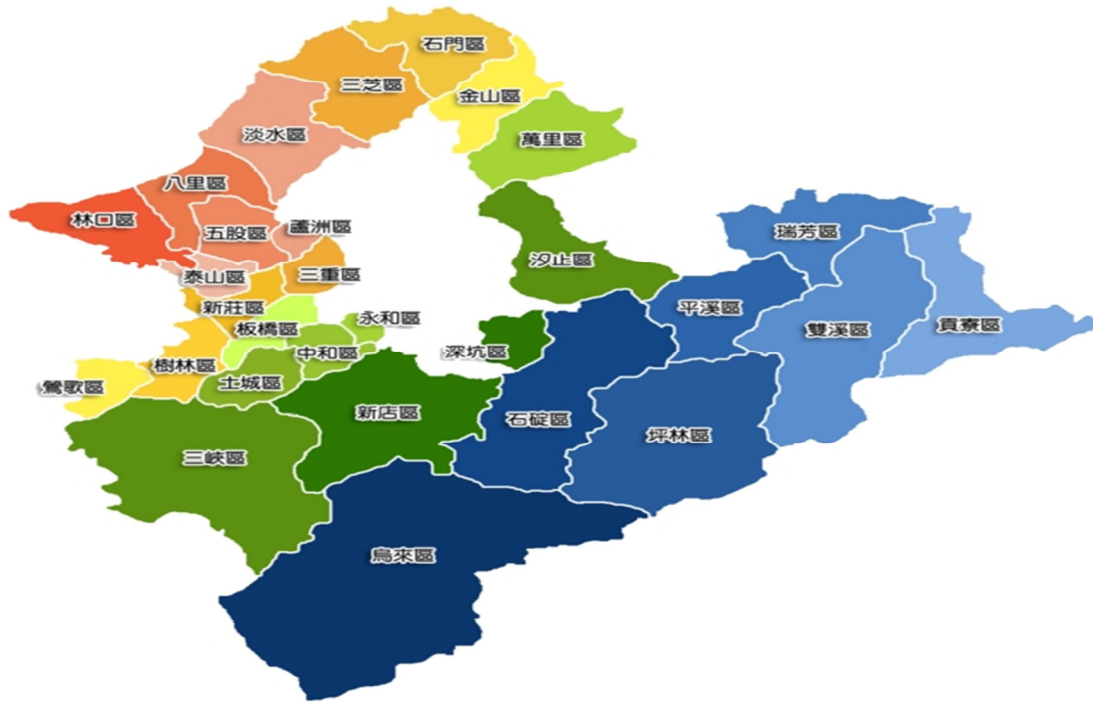 石門區
三芝區
金山區
淡水區
萬里區
八里區
林口區
五股區
蘆洲區
瑞芳區
汐止區
泰山區
三重區
新莊區
平溪區
永和區
板橋區
雙溪區
貢寮區
中和區
深坑區
樹林區
土城區
鶯歌區
新店區
石碇區
坪林區
三峽區
烏來區